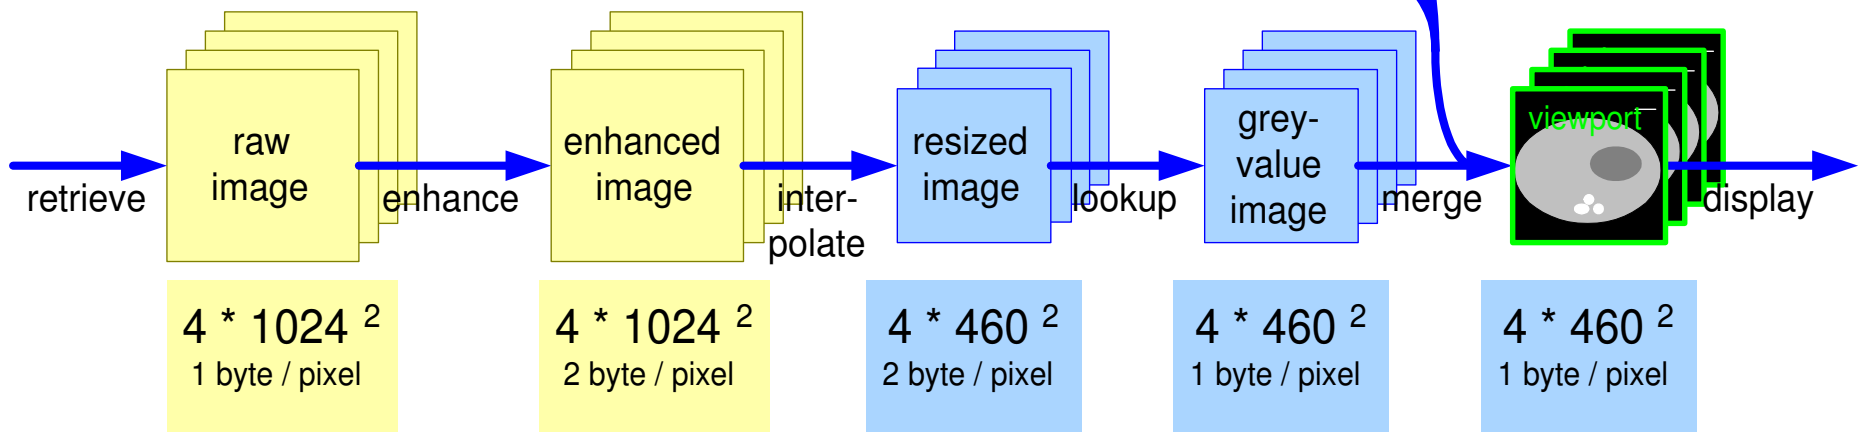 retrieve
raw
image
enhance
enhanced
image
inter-
polate
resized
image
lookup
grey-
value
image
merge
viewport
display
4 * 1024 2
1 byte / pixel
4 * 1024 2
2 byte / pixel
4 * 460 2
2 byte / pixel
4 * 460 2
1 byte / pixel
4 * 460 2
1 byte / pixel